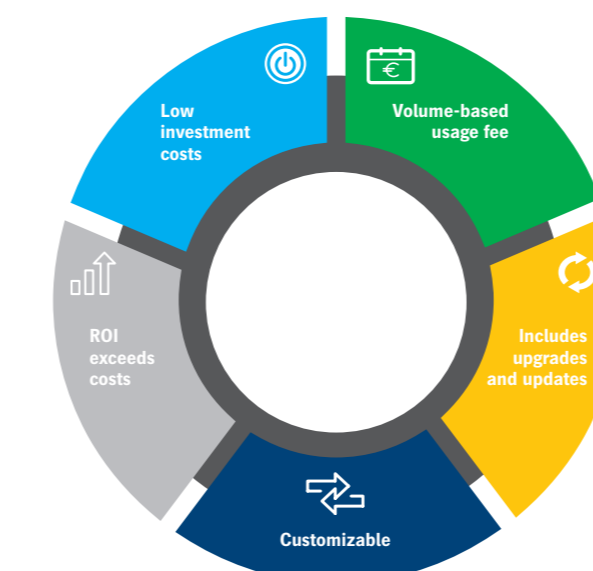 Low
investment
costs
Volume-based
usage fee
€
Includes
upgrades
and updates
Customizable
ROI
exceeds
costs